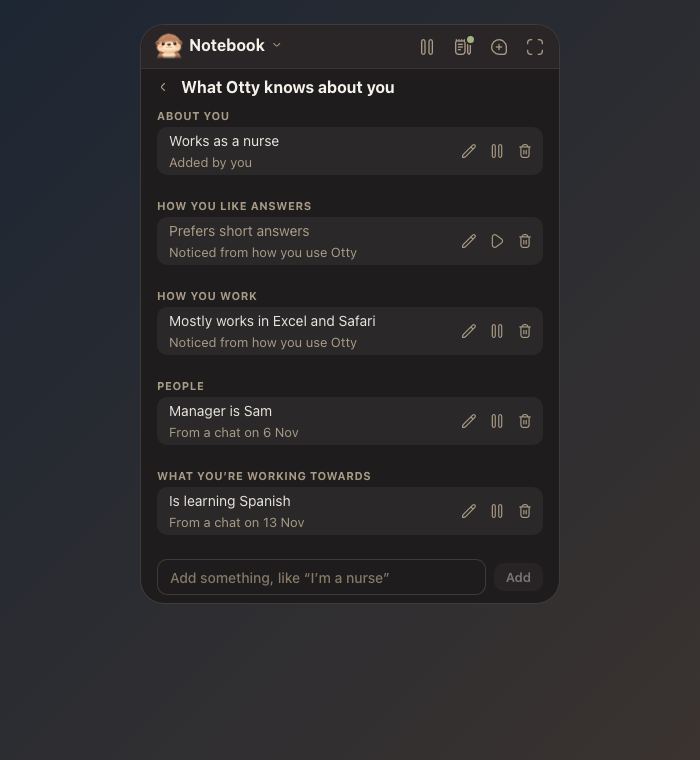 Notebook
What Otty knows about you
ABOUT YOU
Works as a nurse
Added by you
HOW YOU LIKE ANSWERS
Prefers short answers
Noticed from how you use Otty
HOW YOU WORK
Mostly works in Excel and Safari
Noticed from how you use Otty
PEOPLE
Manager is Sam
From a chat on 6 Nov
WHAT YOU’RE WORKING TOWARDS
Is learning Spanish
From a chat on 13 Nov
Add something, like “I’m a nurse”
Add